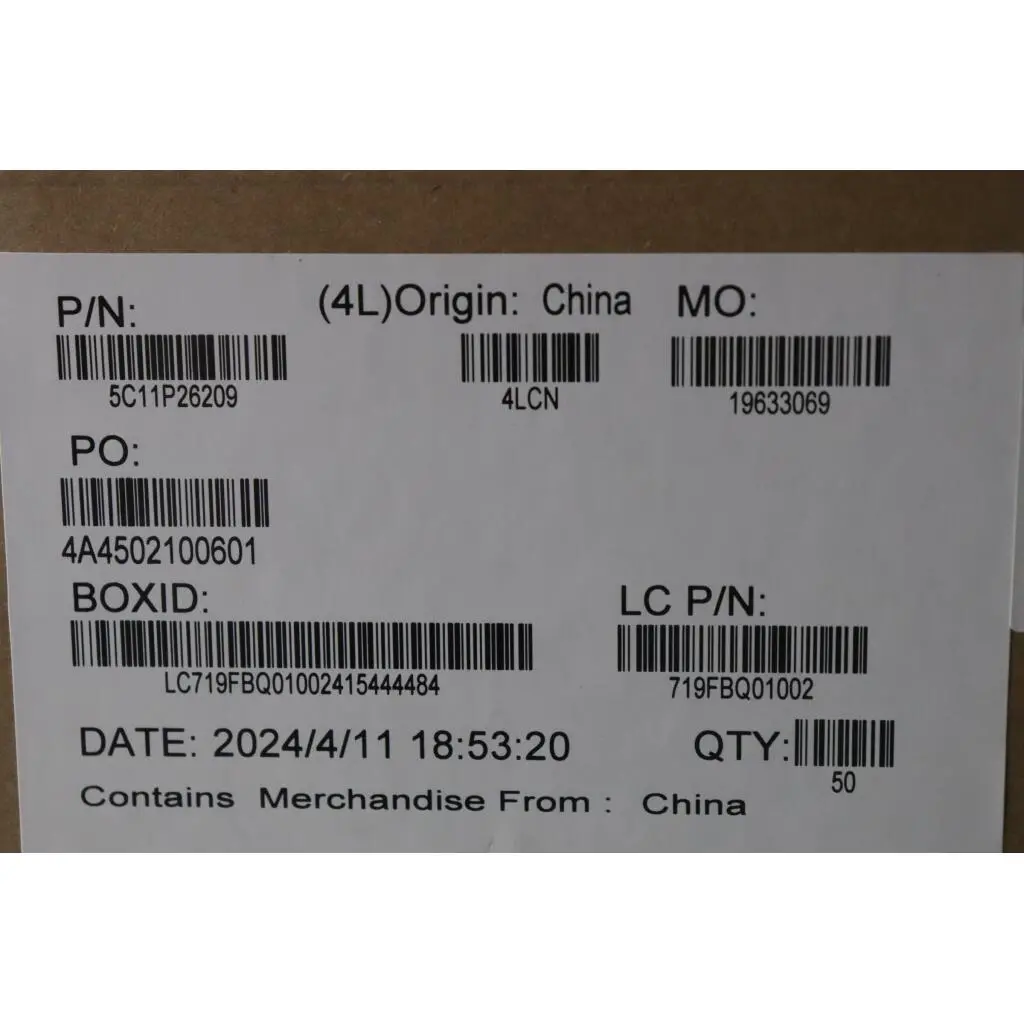 P/N: (4L)Origin: China MO:
5C11P26209 4LCN 19633069
PO:
4A4502100601
BOXID: LC P/N:
LC719FBQ01002415444484 719FBQ01002
DATE: 2024/4/11 18:53:20 QTY:
50
Contains Merchandise From : China